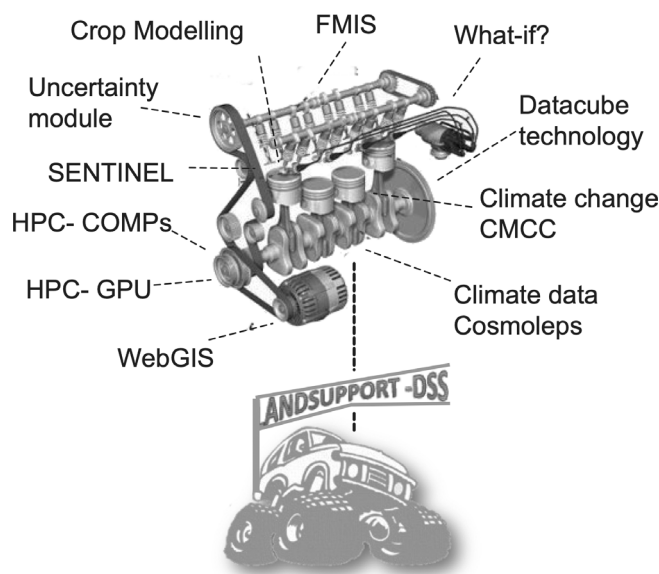 Crop Modelling
FMIS
What-if?
Uncertainty
module
Datacube
technology
SENTINEL
Climate change
CMCC
HPC- COMPs
HPC- GPU
Climate data
Cosmoleps
WebGIS
ANDSUPPORT -DSS